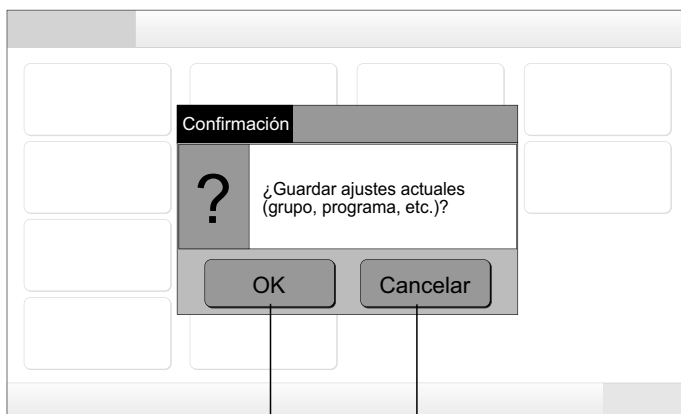 Confirmación
?
¿Guardar ajustes actuales
(grupo, programa, etc.)?
OK
Cancelar